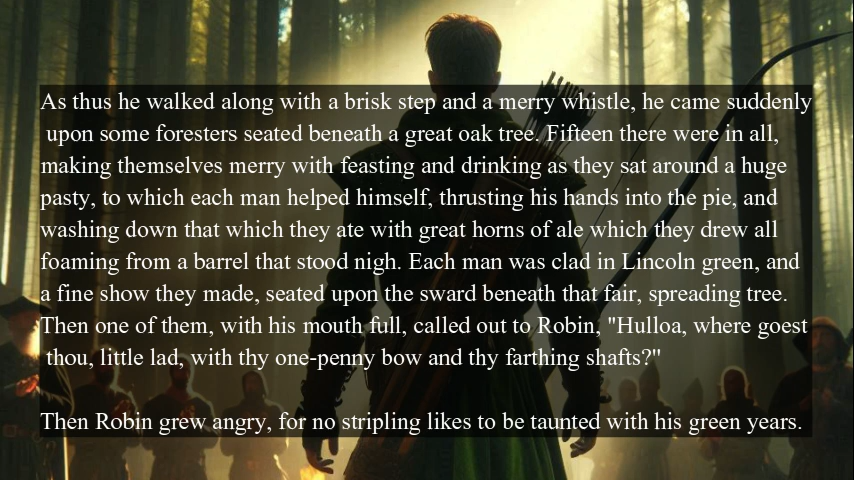 As thus he walked along with a brisk step and a merry whistle, he came suddenly
upon some foresters seated beneath a great oak tree. Fifteen there were in all,
making themselves merry with feasting and drinking as they sat around a huge
pasty, to which each man helped himself, thrusting his hands into the pie, and
washing down that which they ate with great horns of ale which they drew all
foaming from a barrel that stood nigh. Each man was clad in Lincoln green, and
a fine show they made, seated upon the sward beneath that fair, spreading tree.
Then one of them, with his mouth full, called out to Robin, "Hulloa, where goest
thou, little lad, with thy one-penny bow and thy farthing shafts?"
Then Robin grew angry, for no stripling likes to be taunted with his green years.